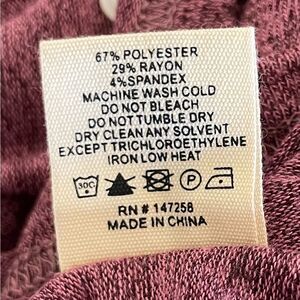 67% POLYESTER
29% RAYON
4%SPANDEX
MACHINE WASH COLD
DO NOT BLEACH
DO NOT TUMBLE DRY
DRY CLEAN ANY SOLVENT
EXCEPT TRICHLOROETHYLENE
IRON LOW HEAT
30C P
RN # 147258
MADE IN CHINA